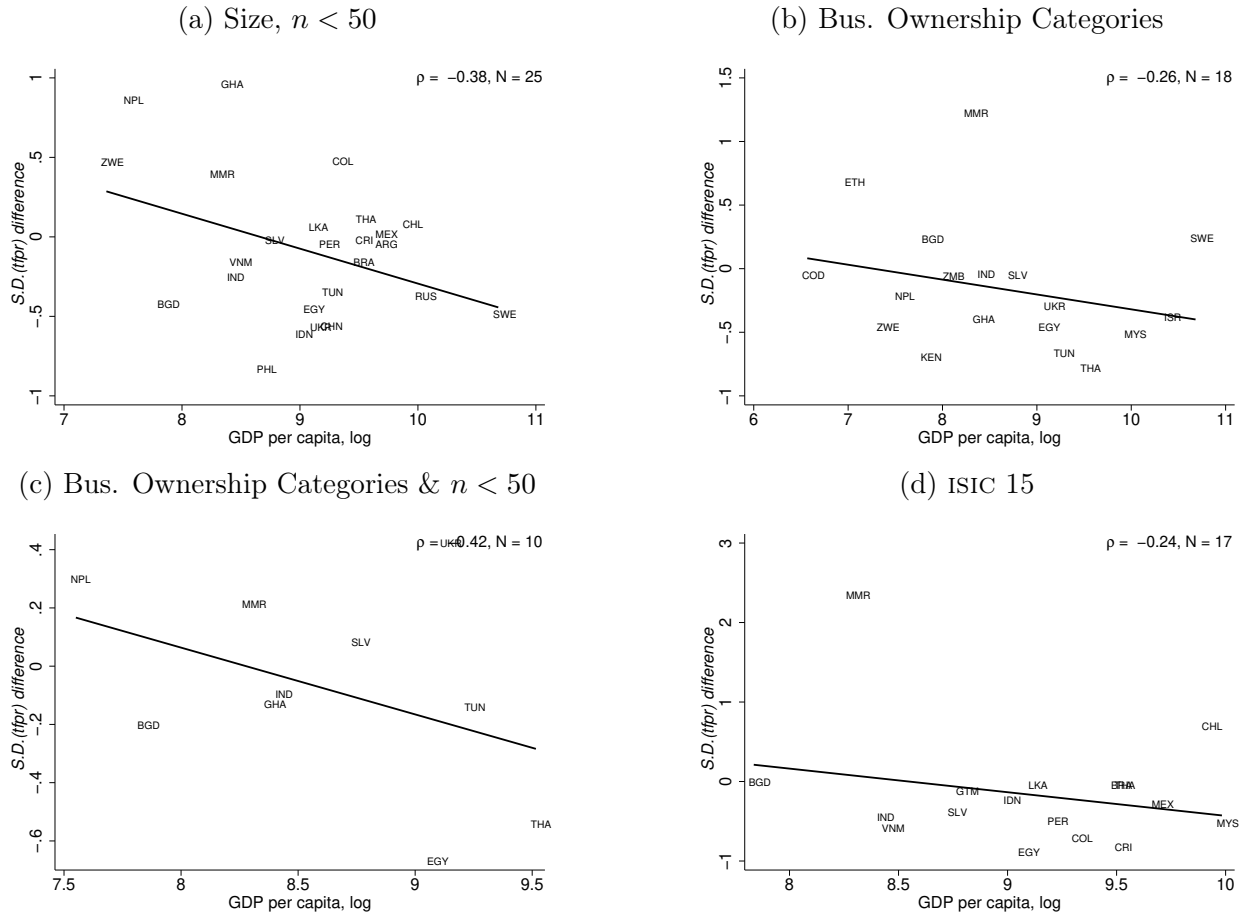 (a) Size, n < 50
S.D.(tfpr) difference
1
.5
0
−.5
−1
ρ = −0.38, N = 25
GHA
NPL
ZWE
COL
MMR
THA
CHL
LKA
MEX
SLV
CRI
PER
ARG
VNM
BRA
IND
TUN
RUS
BGD
EGY
SWE
UKR
CHN
IDN
PHL
7 8 9 10 11
GDP per capita, log
(b) Bus. Ownership Categories
S.D.(tfpr) difference
1.5
1
.5
0
−.5
−1
ρ = −0.26, N = 18
MMR
ETH
BGD
SWE
COD
ZMB
IND
SLV
NPL
UKR
GHA
ISR
ZWE
EGY
MYS
KEN
TUN
THA
6 7 8 9 10 11
GDP per capita, log
(c) Bus. Ownership Categories & n < 50
S.D.(tfpr) difference
.4
.2
0
−.2
−.4
−.6
ρ = −0.42, N = 10
UKR
NPL
MMR
SLV
IND
GHA
TUN
BGD
THA
EGY
7.5 8 8.5 9 9.5
GDP per capita, log
(d) ISIC 15
S.D.(tfpr) difference
3
2
1
0
−1
ρ = −0.24, N = 17
MMR
CHL
BGD
LKA
THA
GTM
IDN
MEX
SLV
IND
PER
MYS
VNM
COL
CRI
EGY
8 8.5 9 9.5 10
GDP per capita, log